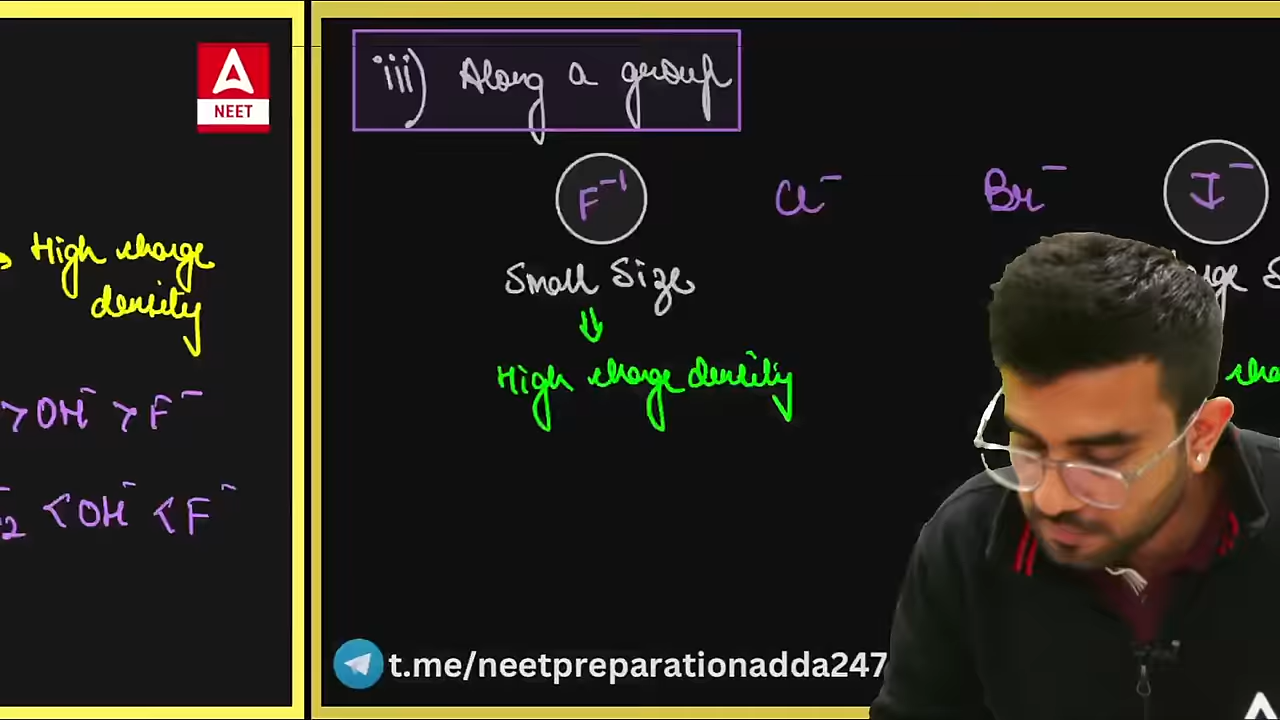 NEET
High charge
density
> OH⁻ > F⁻
₂ < OH⁻ < F⁻
iii) Along a group
F⁻¹ Cl⁻ Br⁻ I⁻
Small Size
⇓
High charge density
t.me/neetpreparationadda247